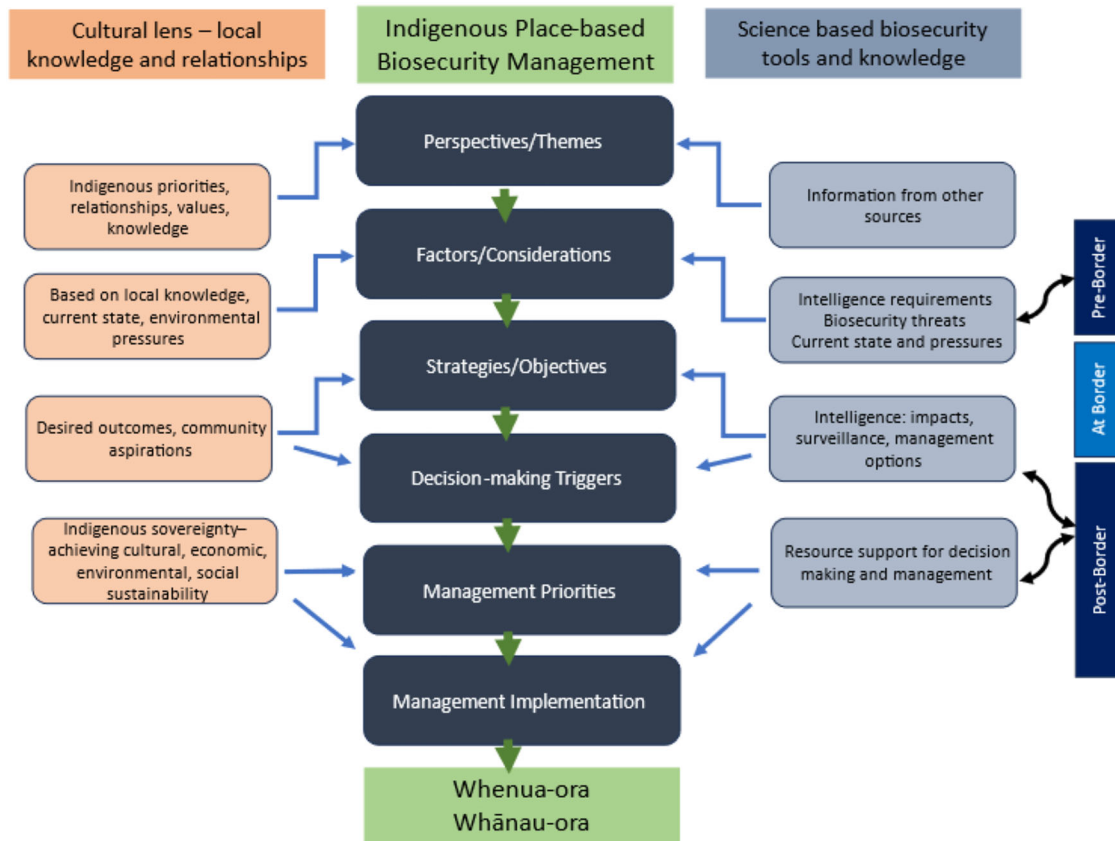 Cultural lens – local
knowledge and relationships
Indigenous Place-based
Biosecurity Management
Science based biosecurity
tools and knowledge
Perspectives/Themes
Indigenous priorities,
relationships, values,
knowledge
Information from other
sources
Factors/Considerations
Based on local knowledge,
current state, environmental
pressures
Intelligence requirements
Biosecurity threats
Current state and pressures
Pre-Border
Strategies/Objectives
At Border
Desired outcomes, community
aspirations
Intelligence: impacts,
surveillance, management
options
Decision-making Triggers
Indigenous sovereignty–
achieving cultural, economic,
environmental, social
sustainability
Resource support for decision
making and management
Post-Border
Management Priorities
Management Implementation
Whenua-ora
Whānau-ora